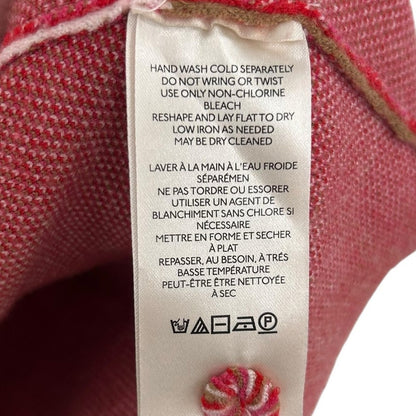 HAND WASH COLD SEPARATELY
DO NOT WRING OR TWIST
USE ONLY NON-CHLORINE
BLEACH
RESHAPE AND LAY FLAT TO DRY
LOW IRON AS NEEDED
MAY BE DRY CLEANED
LAVER À LA MAIN À L'EAU FROIDE
SÉPARÉMEN
NE PAS TORDRE OU ESSORER
UTILISER UN AGENT DE
BLANCHIMENT SANS CHLORE SI
NÉCESSAIRE
METTRE EN FORME ET SECHER
À PLAT
REPASSER, AU BESOIN, À TRÉS
BASSE TEMPÉRATURE
PEUT-ÊTRE ÊTRE NETTOYÉE
À SEC
P